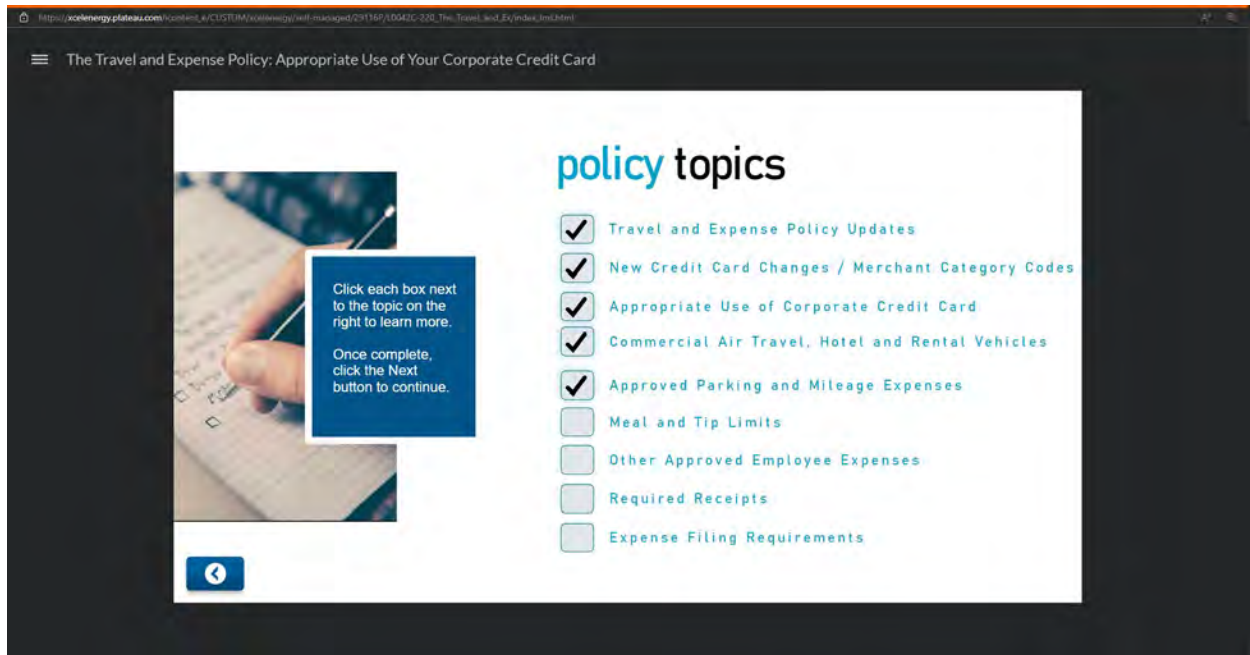 The Travel and Expense Policy: Appropriate Use of Your Corporate Credit Card
policy topics
Click each box next
to the topic on the
right to learn more.
Once complete,
click the Next
button to continue.
Travel and Expense Policy Updates
New Credit Card Changes / Merchant Category Codes
Appropriate Use of Corporate Credit Card
Commercial Air Travel, Hotel and Rental Vehicles
Approved Parking and Mileage Expenses
Meal and Tip Limits
Other Approved Employee Expenses
Required Receipts
Expense Filing Requirements